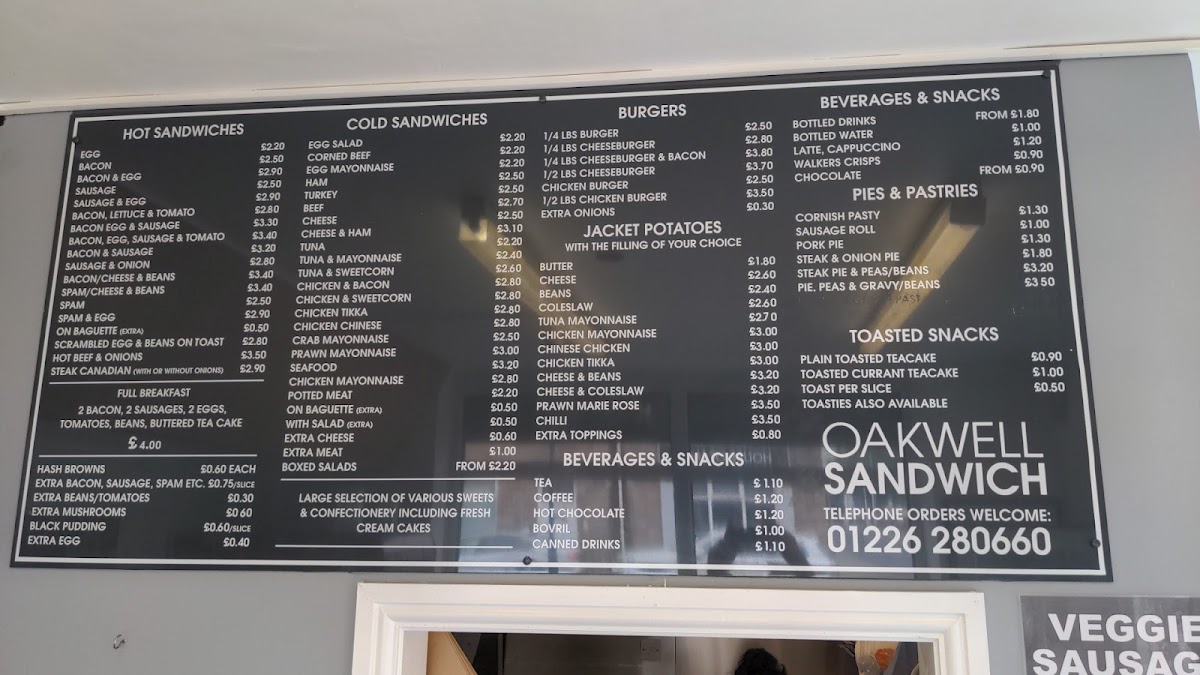 HOT SANDWICHES
EGG £2.20
BACON £2.50
BACON & EGG £2.90
SAUSAGE £2.50
SAUSAGE & EGG £2.90
BACON, LETTUCE & TOMATO £2.80
BACON EGG & SAUSAGE £3.30
BACON, EGG, SAUSAGE & TOMATO £3.40
BACON & SAUSAGE £3.20
SAUSAGE & ONION £2.80
BACON/CHEESE & BEANS £3.40
SPAM/CHEESE & BEANS £3.40
SPAM £2.50
SPAM & EGG £2.90
ON BAGUETTE (EXTRA) £0.50
SCRAMBLED EGG & BEANS ON TOAST £2.80
HOT BEEF & ONIONS £3.50
STEAK CANADIAN (WITH OR WITHOUT ONIONS) £2.90
FULL BREAKFAST
2 BACON, 2 SAUSAGES, 2 EGGS,
TOMATOES, BEANS, BUTTERED TEA CAKE
£4.00
HASH BROWNS £0.60 EACH
EXTRA BACON, SAUSAGE, SPAM ETC. £0.75/SLICE
EXTRA BEANS/TOMATOES £0.30
EXTRA MUSHROOMS £0 60
BLACK PUDDING £0.60/SLICE
EXTRA EGG £0.40
COLD SANDWICHES
EGG SALAD £2.20
CORNED BEEF £2.20
EGG MAYONNAISE £2.20
HAM £2.50
TURKEY £2.50
BEEF £2.70
CHEESE £2.50
CHEESE & HAM £3.10
TUNA £2.20
TUNA & MAYONNAISE £2.40
TUNA & SWEETCORN £2.60
CHICKEN & BACON £2.80
CHICKEN & SWEETCORN £2.80
CHICKEN TIKKA £2.80
CHICKEN CHINESE £2.80
CRAB MAYONNAISE £2.50
PRAWN MAYONNAISE £3.00
SEAFOOD £3.20
CHICKEN MAYONNAISE £2.80
POTTED MEAT £2.20
ON BAGUETTE (EXTRA) £0.50
WITH SALAD (EXTRA) £0.50
EXTRA CHEESE £0.60
EXTRA MEAT £1.00
BOXED SALADS FROM £2.20
LARGE SELECTION OF VARIOUS SWEETS
& CONFECTIONERY INCLUDING FRESH
CREAM CAKES
BURGERS
1/4 LBS BURGER £2.50
1/4 LBS CHEESEBURGER £2.80
1/4 LBS CHEESEBURGER & BACON £3.80
1/2 LBS CHEESEBURGER £3.70
CHICKEN BURGER £2.50
1/2 LBS CHICKEN BURGER £3.50
EXTRA ONIONS £0.30
JACKET POTATOES
WITH THE FILLING OF YOUR CHOICE
BUTTER £1.80
CHEESE £2.60
BEANS £2.40
COLESLAW £2.60
TUNA MAYONNAISE £2.70
CHICKEN MAYONNAISE £3.00
CHINESE CHICKEN £3.00
CHICKEN TIKKA £3.00
CHEESE & BEANS £3.20
CHEESE & COLESLAW £3.20
PRAWN MARIE ROSE £3.50
CHILLI £3.50
EXTRA TOPPINGS £0.80
BEVERAGES & SNACKS
TEA £1.10
COFFEE £1.20
HOT CHOCOLATE £1.20
BOVRIL £1.00
CANNED DRINKS £1.10
BEVERAGES & SNACKS
BOTTLED DRINKS FROM £1.80
BOTTLED WATER £1.00
LATTE, CAPPUCCINO £1.20
WALKERS CRISPS £0.90
CHOCOLATE FROM £0.90
PIES & PASTRIES
CORNISH PASTY £1.30
SAUSAGE ROLL £1.00
PORK PIE £1.30
STEAK & ONION PIE £1.80
STEAK PIE & PEAS/BEANS £3.20
PIE, PEAS & GRAVY/BEANS £3 50
TOASTED SNACKS
PLAIN TOASTED TEACAKE £0.90
TOASTED CURRANT TEACAKE £1.00
TOAST PER SLICE £0.50
TOASTIES ALSO AVAILABLE
OAKWELL
SANDWICH
TELEPHONE ORDERS WELCOME:
01226 280660
VEGGIE
SAUSAG